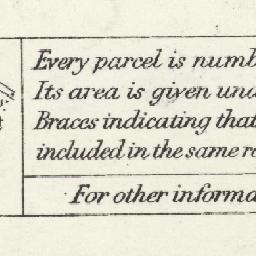 Every parcel is numb
Its area is given und
Braces indicating that
included in the same re
For other informa